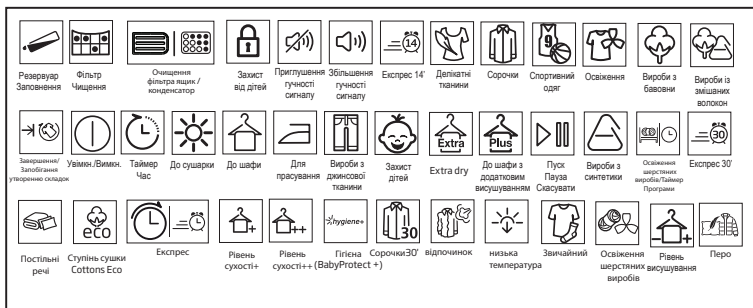 14
9
Резервуар Заповнення
Фільтр Чищення
Очищення фільтра ящик / конденсатор
Захист від дітей
Приглушення гучності сигналу
Збільшення гучності сигналу
Експрес 14'
Делікатні тканини
Сорочки
Спортивний одяг
Освіження
Вироби з бавовни
Вироби із змішаних волокон
Extra
Plus
30
Завершення/ Запобігання утворенню складок
Увімкн./Вимкн.
Таймер Час
До сушарки
До шафи
Для прасування
Вироби з джинсової тканини
Захист дітей
Extra dry
До шафи з додатковим висушуванням
Пуск Пауза Скасувати
Вироби з синтетики
Освіження шерстяних виробів/Таймер Програми
Експрес 30'
eco
hygiene+
30
Постільні речі
Ступінь сушки Cottons Eco
Експрес
Рівень сухості+
Рівень сухості++
Гігієна (BabyProtect +)
Сорочки30'
відпочинок
низька температура
Звичайний
Освіження шерстяних виробів
Рівень висушування
Перо